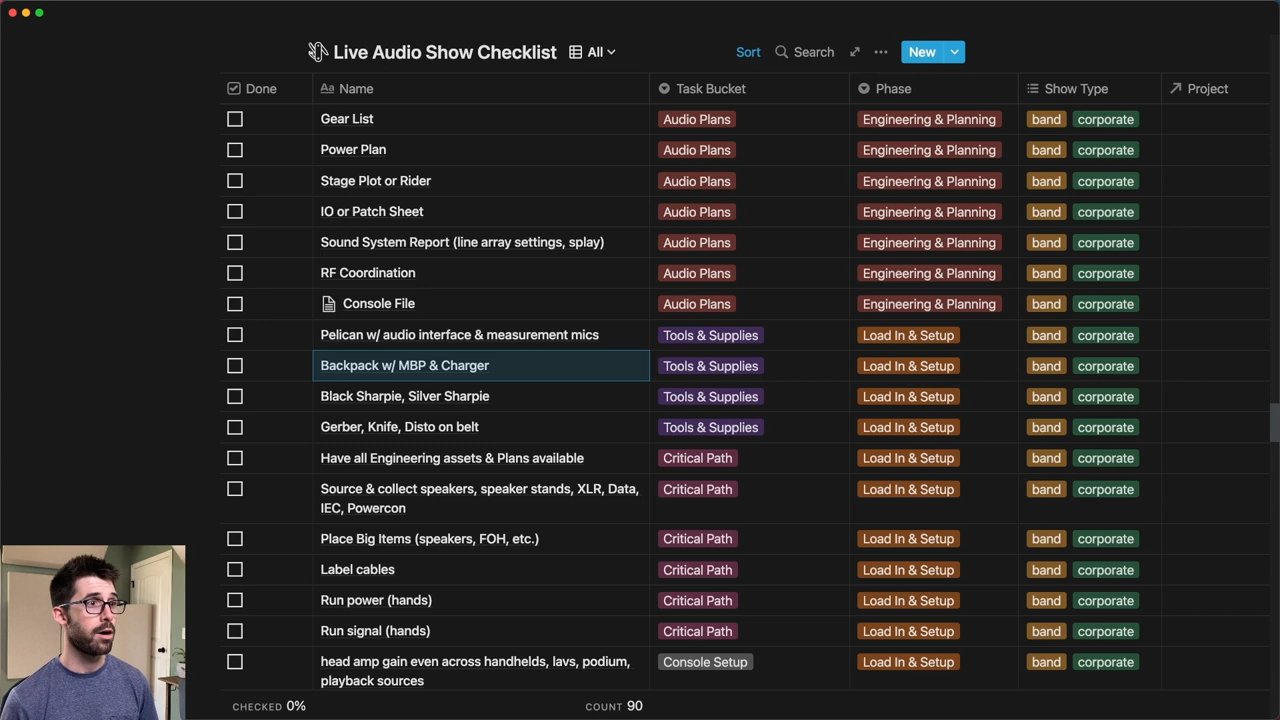 Live Audio Show Checklist All Sort Search New
Done Name Task Bucket Phase Show Type Project
Gear List Audio Plans Engineering & Planning band corporate
Power Plan Audio Plans Engineering & Planning band corporate
Stage Plot or Rider Audio Plans Engineering & Planning band corporate
IO or Patch Sheet Audio Plans Engineering & Planning band corporate
Sound System Report (line array settings, splay) Audio Plans Engineering & Planning band corporate
RF Coordination Audio Plans Engineering & Planning band corporate
Console File Audio Plans Engineering & Planning band corporate
Pelican w/ audio interface & measurement mics Tools & Supplies Load In & Setup band corporate
Backpack w/ MBP & Charger Tools & Supplies Load In & Setup band corporate
Black Sharpie, Silver Sharpie Tools & Supplies Load In & Setup band corporate
Gerber, Knife, Disto on belt Tools & Supplies Load In & Setup band corporate
Have all Engineering assets & Plans available Critical Path Load In & Setup band corporate
Source & collect speakers, speaker stands, XLR, Data, Critical Path Load In & Setup band corporate
IEC, Powercon
Place Big Items (speakers, FOH, etc.) Critical Path Load In & Setup band corporate
Label cables Critical Path Load In & Setup band corporate
Run power (hands) Critical Path Load In & Setup band corporate
Run signal (hands) Critical Path Load In & Setup band corporate
head amp gain even across handhelds, lavs, podium, Console Setup Load In & Setup band corporate
playback sources
CHECKED 0% COUNT 90